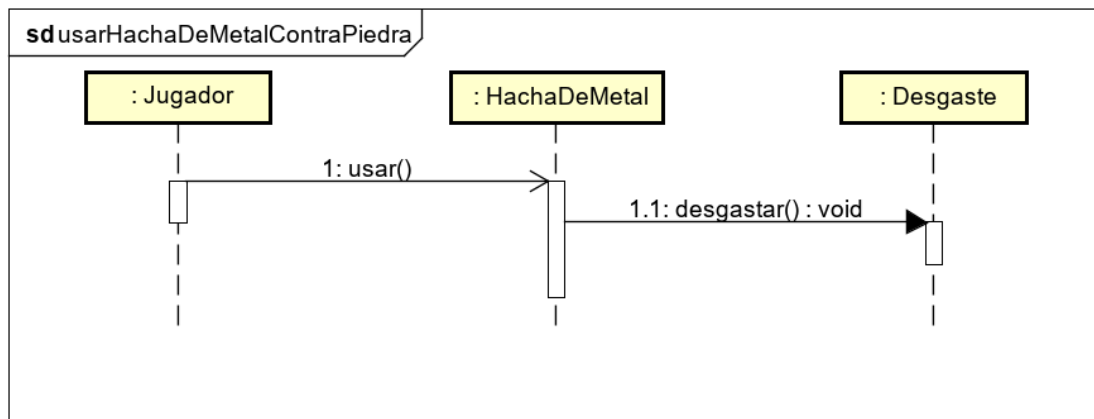 sd usarHachaDeMetalContraPiedra
: Jugador
: HachaDeMetal
: Desgaste
1: usar()
1.1: desgastar() : void